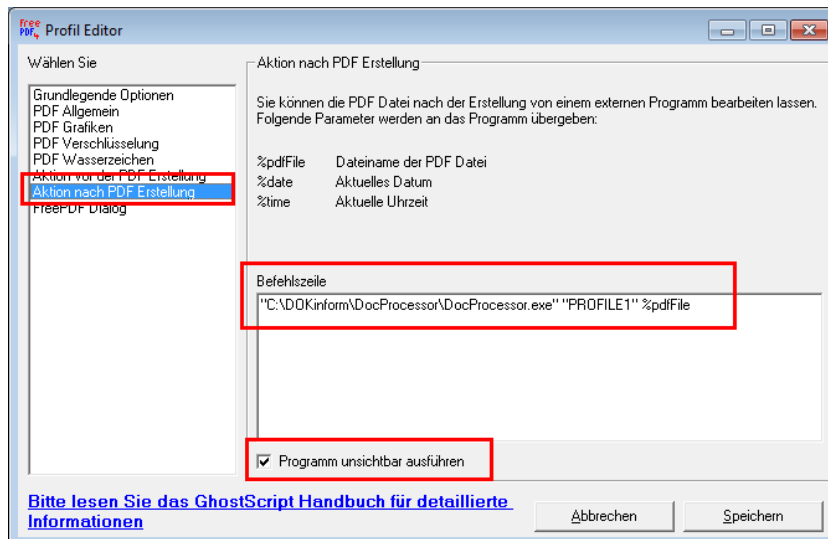 free
PDF4 Profil Editor
Wählen Sie
Grundlegende Optionen
PDF Allgemein
PDF Grafiken
PDF Verschlüsselung
PDF Wasserzeichen
Aktion vor der PDF Erstellung
Aktion nach PDF Erstellung
FreePDF Dialog
Aktion nach PDF Erstellung
Sie können die PDF Datei nach der Erstellung von einem externen Programm bearbeiten lassen.
Folgende Parameter werden an das Programm übergeben:
%pdfFile Dateiname der PDF Datei
%date Aktuelles Datum
%time Aktuelle Uhrzeit
Befehlszeile
"C:\DOKinform\DocProcessor\DocProcessor.exe" "PROFILE1" %pdfFile
Programm unsichtbar ausführen
Bitte lesen Sie das GhostScript Handbuch für detaillierte
Informationen
Abbrechen
Speichern